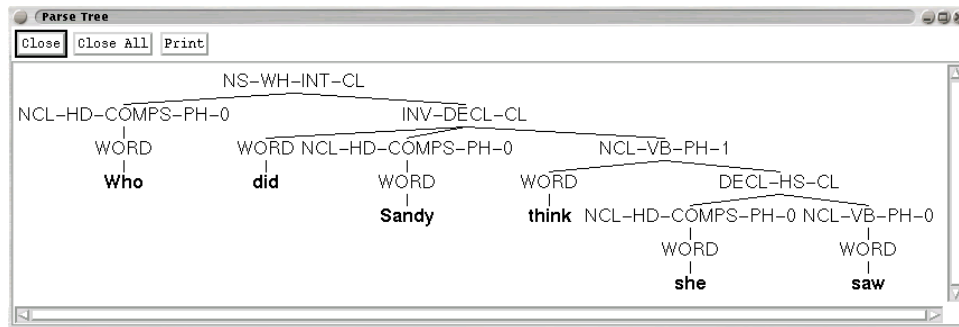 Parse Tree
Close Close All Print
NS-WH-INT-CL
NCL-HD-COMPS-PH-0 INV-DECL-CL
WORD WORD NCL-HD-COMPS-PH-0 NCL-VB-PH-1
Who did WORD WORD DECL-HS-CL
Sandy think NCL-HD-COMPS-PH-0 NCL-VB-PH-0
WORD WORD
she saw